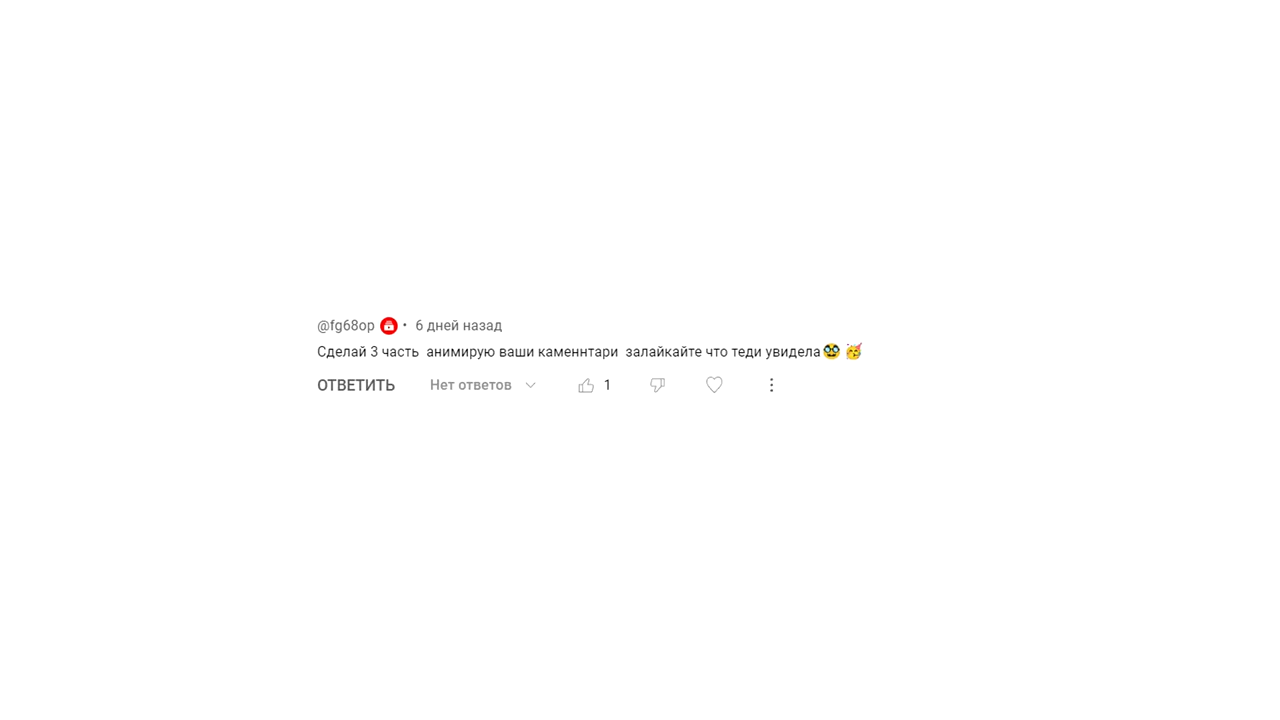 @fg68op • 6 дней назад
Сделай 3 часть анимирую ваши каменнтари залайкайте что теди увидела🥸 🥳
ОТВЕТИТЬ Нет ответов 1